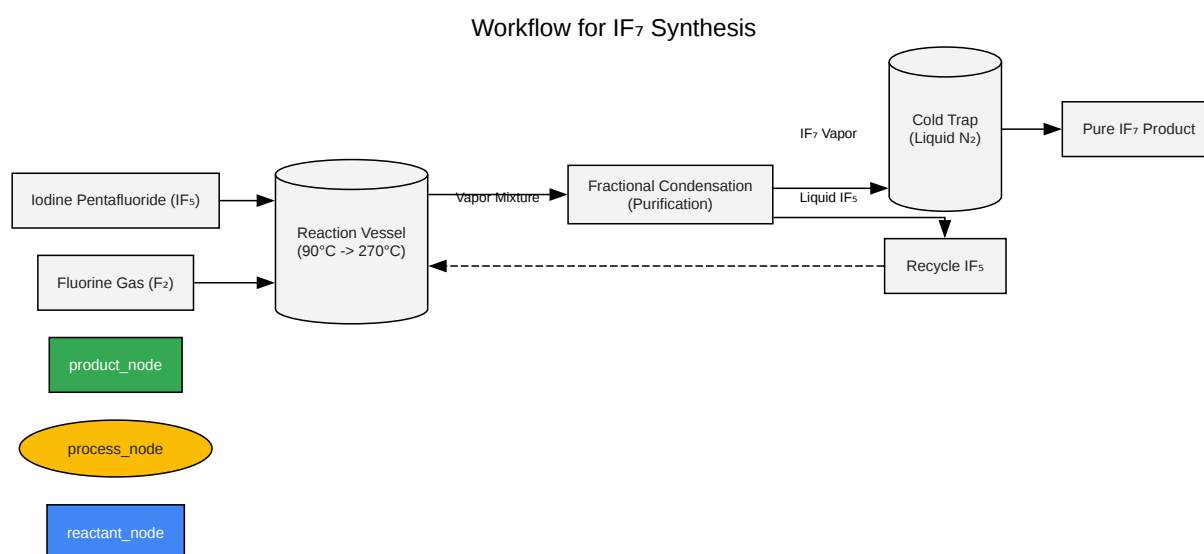 Workflow for IF₇ Synthesis
Iodine Pentafluoride (IF₅)
Fluorine Gas (F₂)
Reaction Vessel
(90°C -> 270°C)
Vapor Mixture
Fractional Condensation
(Purification)
IF₇ Vapor
Liquid IF₅
Cold Trap
(Liquid N₂)
Pure IF₇ Product
Recycle IF₅
product_node
process_node
reactant_node